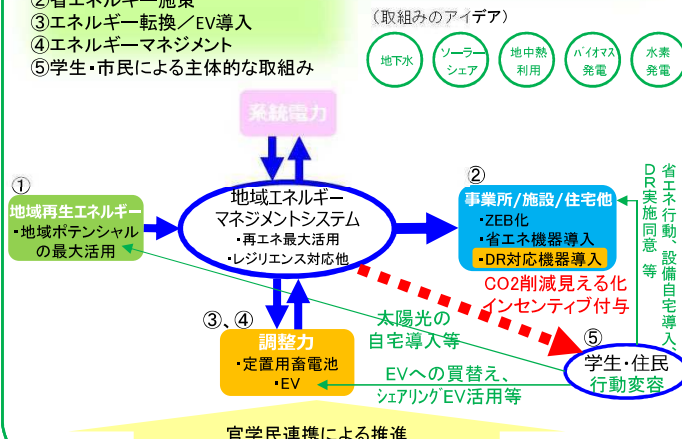 ②省エネルギー施策
③エネルギー転換／EV導入
④エネルギーマネジメント
⑤学生・市民による主体的な取組み
（取組みのアイデア）
地下水
ソーラー
シェア
地中熱
利用
バイオマス
発電
水素
発電
系統電力
①
地域再生エネルギー
・地域ポテンシャル
の最大活用
地域エネルギー
マネジメントシステム
・再エネ最大活用
・レジリエンス対応他
②
事業所/施設/住宅他
・ZEB化
・省エネ機器導入
・DR対応機器導入
省エネ行動、設備自宅導入、
DR実施同意 等
CO2削減見える化
インセンティブ付与
③、④
調整力
・定置用畜電池
・EV
太陽光の
自宅導入等
EVへの買替え、
シェアリングEV活用等
⑤
学生・住民
行動変容
官学民連携による推進